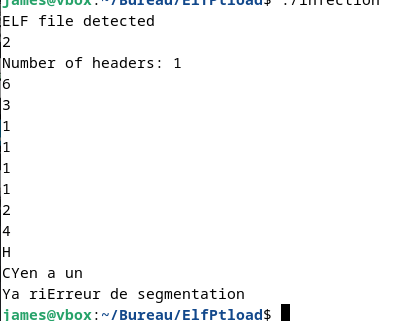 james@vbox:~/Bureau/ElfPtload$ ./infection
ELF file detected
2
Number of headers: 1
6
3
1
1
1
1
2
4
H
CYen a un
Ya riErreur de segmentation
james@vbox:~/Bureau/ElfPtload$